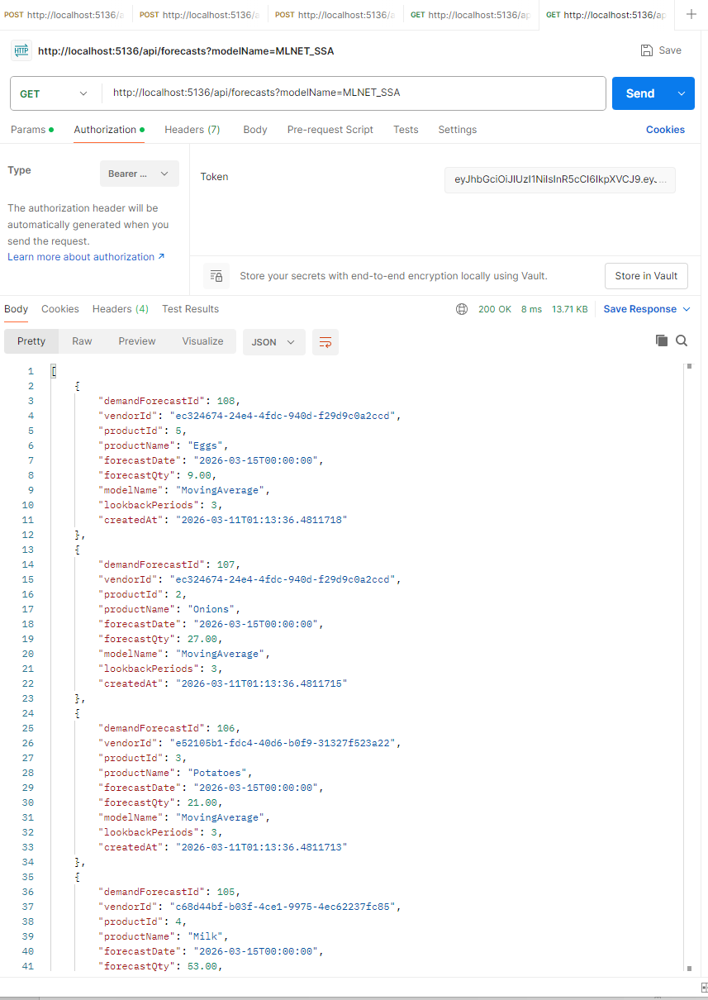 POST http://localhost:5136/a POST http://localhost:5136/a POST http://localhost:5136/a GET http://localhost:5136/ap GET http://localhost:5136/ap
HTTP http://localhost:5136/api/forecasts?modelName=MLNET_SSA Save
GET http://localhost:5136/api/forecasts?modelName=MLNET_SSA Send
Params Authorization Headers (7) Body Pre-request Script Tests Settings Cookies
Type Bearer ... Token eyJhbGciOiJIUzI1NiIsInR5cCI6IkpXVCJ9.ey...
The authorization header will be
automatically generated when you
send the request.
Learn more about authorization ↗
Store your secrets with end-to-end encryption locally using Vault. Store in Vault
Body Cookies Headers (4) Test Results 200 OK 8 ms 13.71 KB Save Response
Pretty Raw Preview Visualize JSON
1 [
2 {
3 "demandForecastId": 108,
4 "vendorId": "ec324674-24e4-4fdc-940d-f29d9c0a2ccd",
5 "productId": 5,
6 "productName": "Eggs",
7 "forecastDate": "2026-03-15T00:00:00",
8 "forecastQty": 9.00,
9 "modelName": "MovingAverage",
10 "lookbackPeriods": 3,
11 "createdAt": "2026-03-11T01:13:36.4811718"
12 },
13 {
14 "demandForecastId": 107,
15 "vendorId": "ec324674-24e4-4fdc-940d-f29d9c0a2ccd",
16 "productId": 2,
17 "productName": "Onions",
18 "forecastDate": "2026-03-15T00:00:00",
19 "forecastQty": 27.00,
20 "modelName": "MovingAverage",
21 "lookbackPeriods": 3,
22 "createdAt": "2026-03-11T01:13:36.4811715"
23 },
24 {
25 "demandForecastId": 106,
26 "vendorId": "e52105b1-fdc4-40d6-b0f9-31327f523a22",
27 "productId": 3,
28 "productName": "Potatoes",
29 "forecastDate": "2026-03-15T00:00:00",
30 "forecastQty": 21.00,
31 "modelName": "MovingAverage",
32 "lookbackPeriods": 3,
33 "createdAt": "2026-03-11T01:13:36.4811713"
34 },
35 {
36 "demandForecastId": 105,
37 "vendorId": "c68d44bf-b03f-4ce1-9975-4ec62237fc85",
38 "productId": 4,
39 "productName": "Milk",
40 "forecastDate": "2026-03-15T00:00:00",
41 "forecastQty": 53.00,